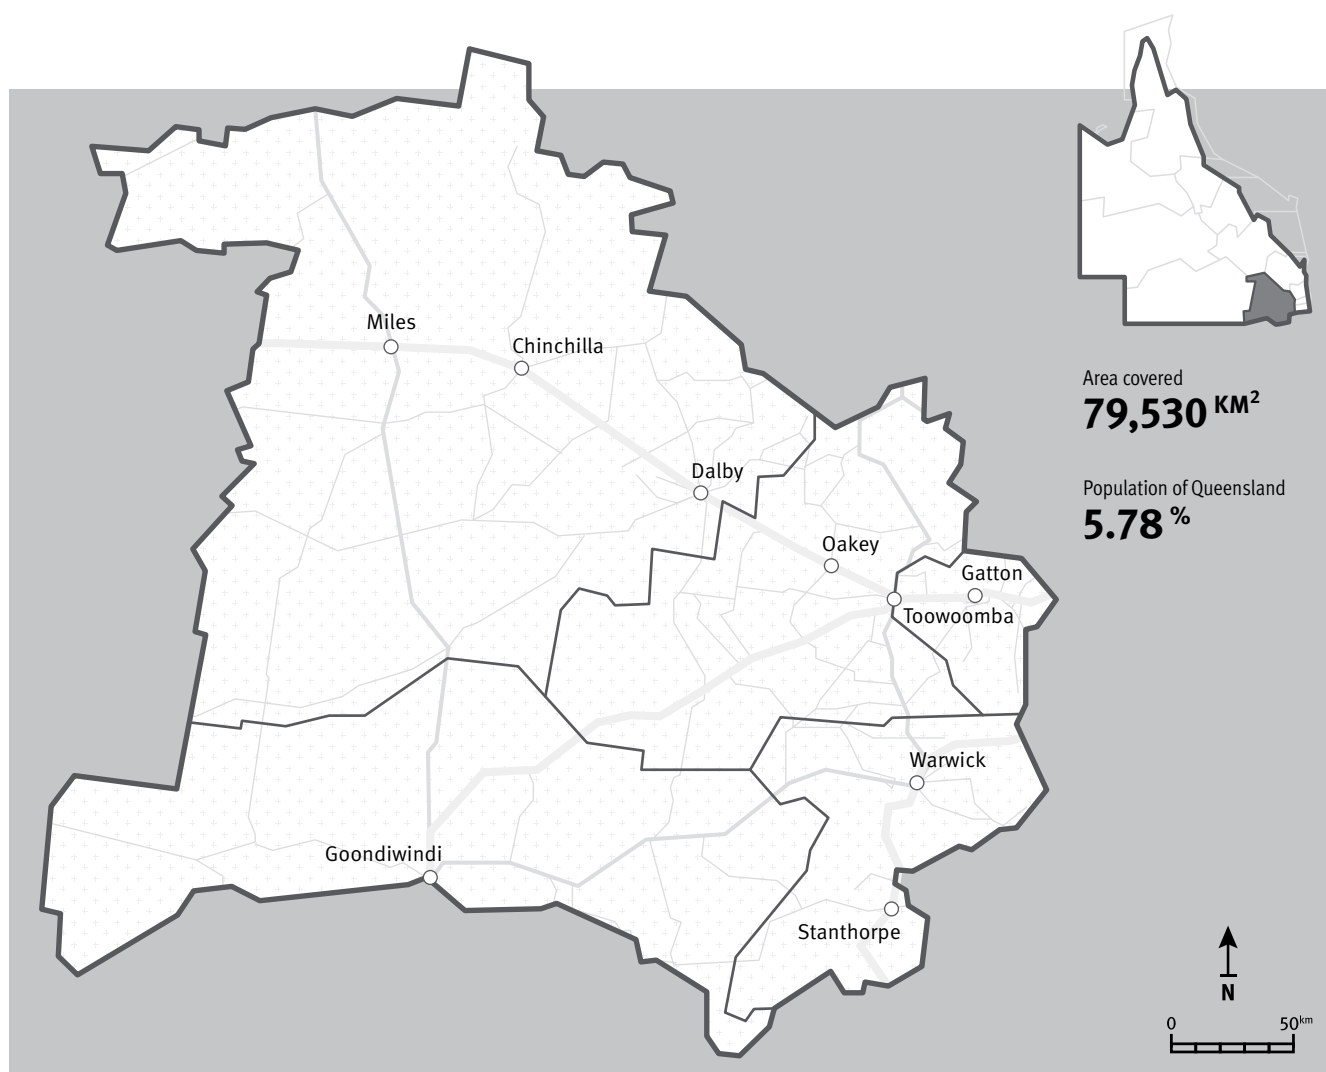 Miles
Chinchilla
Area covered
79,530 KM²
Dalby
Population of Queensland
5.78 %
Oakey
Gatton
Toowoomba
Warwick
Goondiwindi
Stanthorpe
N
0 50km